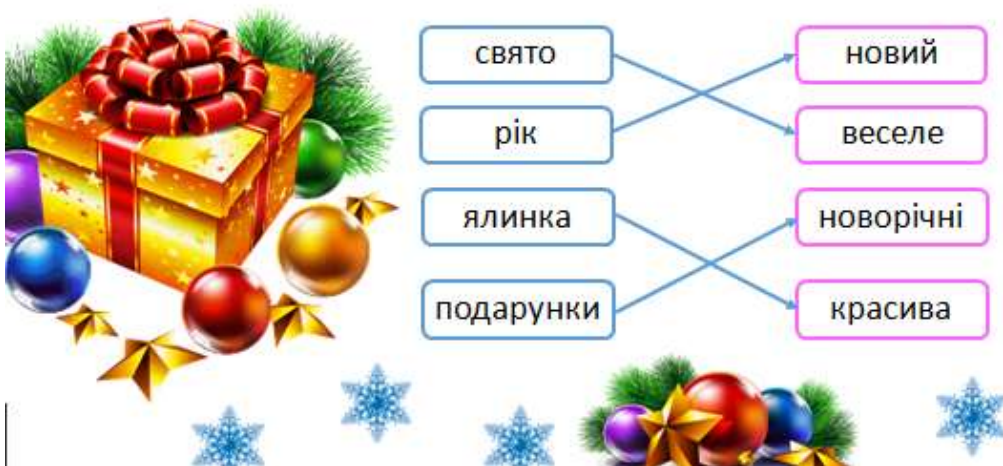 свято
новий
рік
веселе
ялинка
новорічні
подарунки
красива